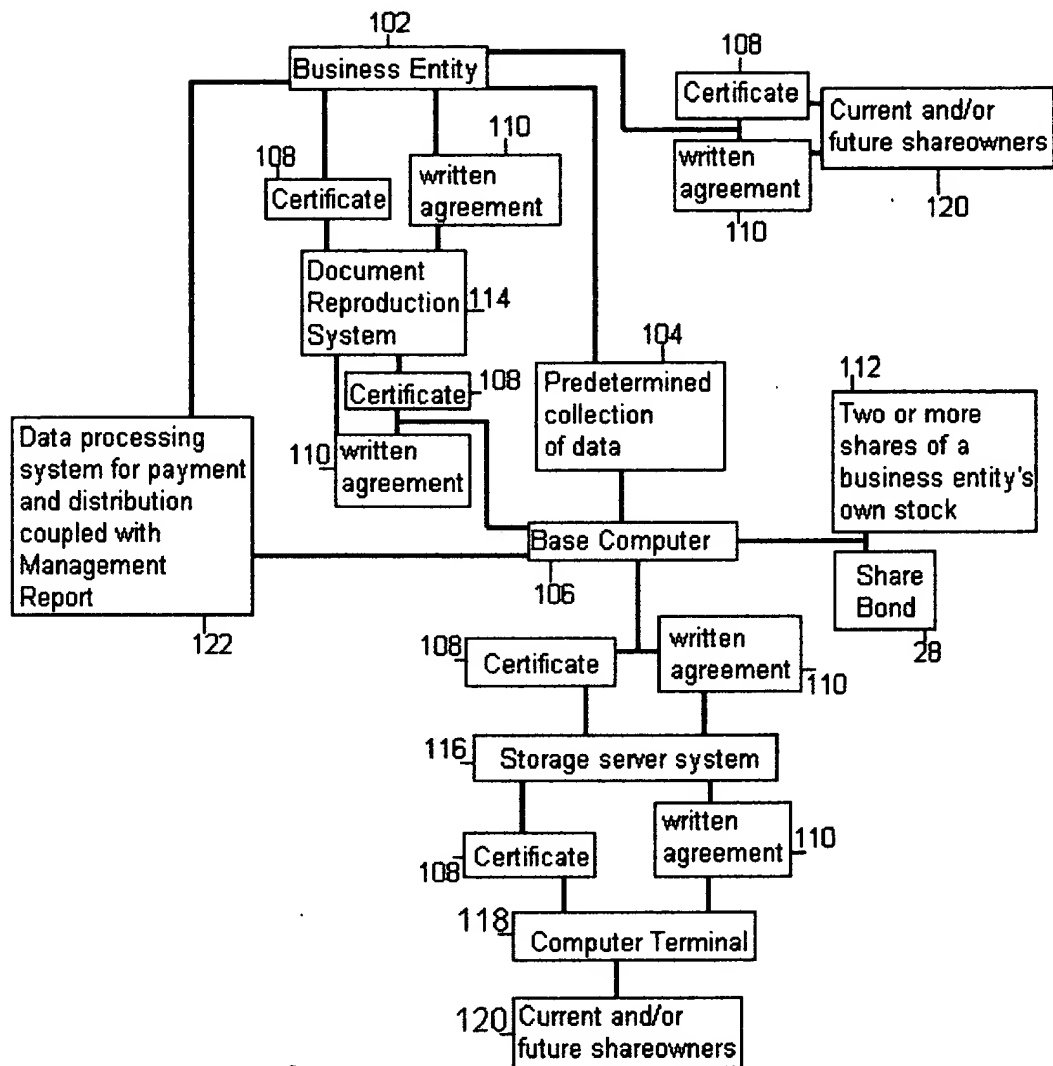 102
108
Business Entity
Certificate
Current and/or
future shareowners
110
108
written
agreement
written
agreement
Certificate
120
110
Document
Reproduction
System
114
104
112
108
Certificate
Predetermined
collection
of data
Two or more
shares of a
business entity's
own stock
Data processing
system for payment
and distribution
coupled with
Management
Report
110
written
agreement
Base Computer
106
Share
Bond
122
28
108
Certificate
written
agreement
110
116
Storage server system
written
agreement
110
Certificate
108
118
Computer Terminal
120
Current and/or
future shareowners